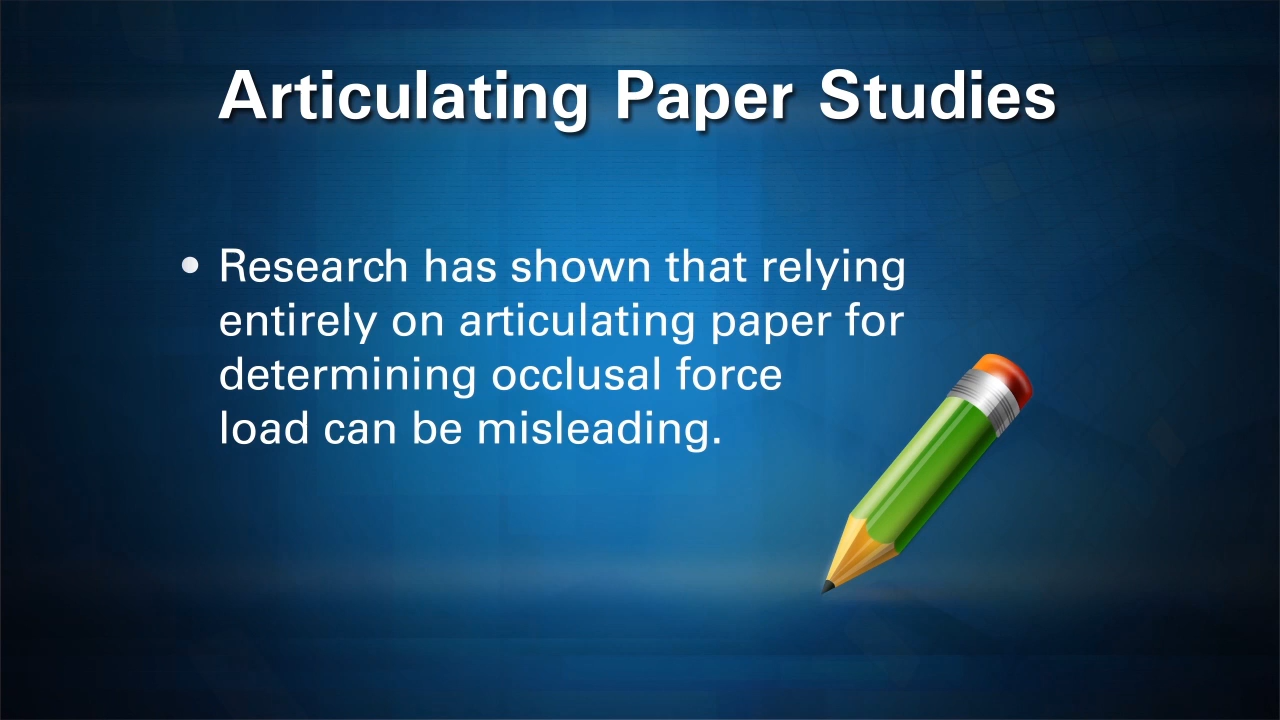 Articulating Paper Studies
• Research has shown that relying
entirely on articulating paper for
determining occlusal force
load can be misleading.